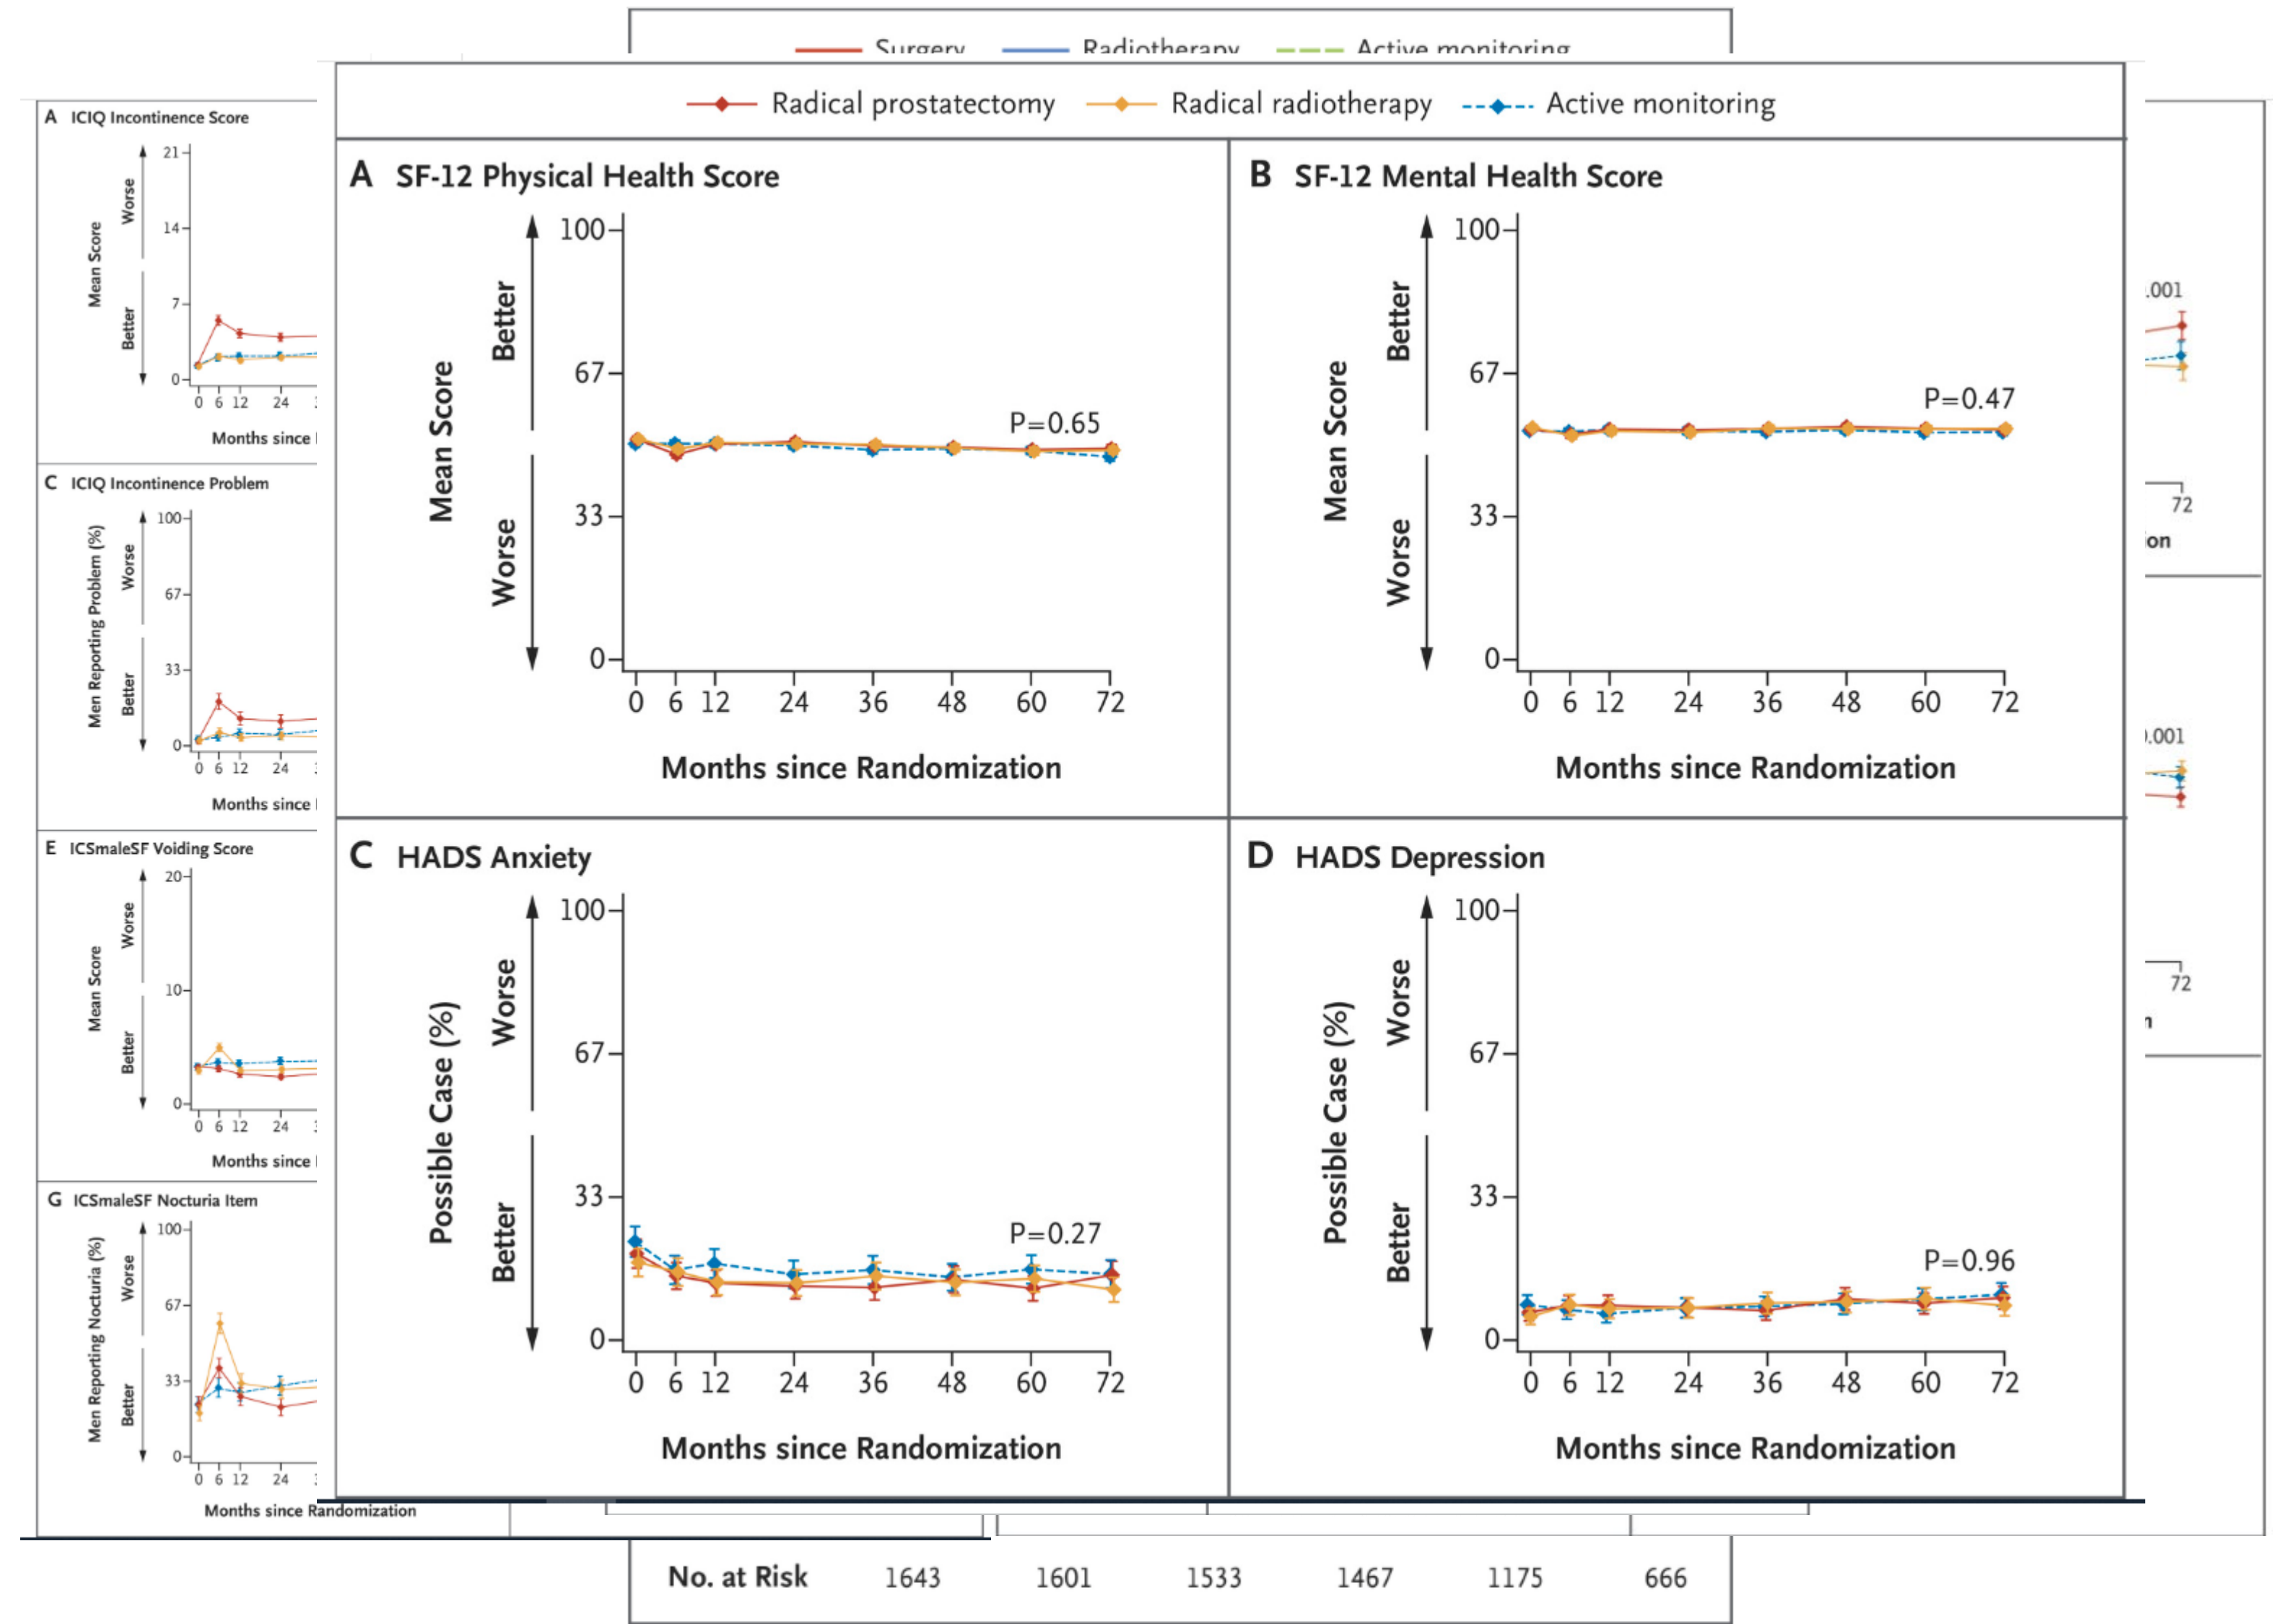 Surgery Radiotherapy Active monitoring
Radical prostatectomy Radical radiotherapy Active monitoring
A ICIQ Incontinence Score
Mean Score
Worse
Better
21
14
7
0
0 6 12 24
Months since
C ICIQ Incontinence Problem
Men Reporting Problem (%)
Worse
Better
100
67
33
0
0 6 12 24
Months since
E ICSmaleSF Voiding Score
Mean Score
Worse
Better
20
10
0
0 6 12 24
Months since
G ICSmaleSF Nocturia Item
Men Reporting Nocturia (%)
Worse
Better
100
67
33
0
0 6 12 24
Months since Randomization
A SF-12 Physical Health Score
Mean Score
Better
Worse
100
67
33
0
P=0.65
0 6 12 24 36 48 60 72
Months since Randomization
B SF-12 Mental Health Score
Mean Score
Better
Worse
100
67
33
0
P=0.47
0 6 12 24 36 48 60 72
Months since Randomization
C HADS Anxiety
Possible Case (%)
Worse
Better
100
67
33
0
P=0.27
0 6 12 24 36 48 60 72
Months since Randomization
D HADS Depression
Possible Case (%)
Worse
Better
100
67
33
0
P=0.96
0 6 12 24 36 48 60 72
Months since Randomization
.001
72
ion
.001
72
n
No. at Risk 1643 1601 1533 1467 1175 666